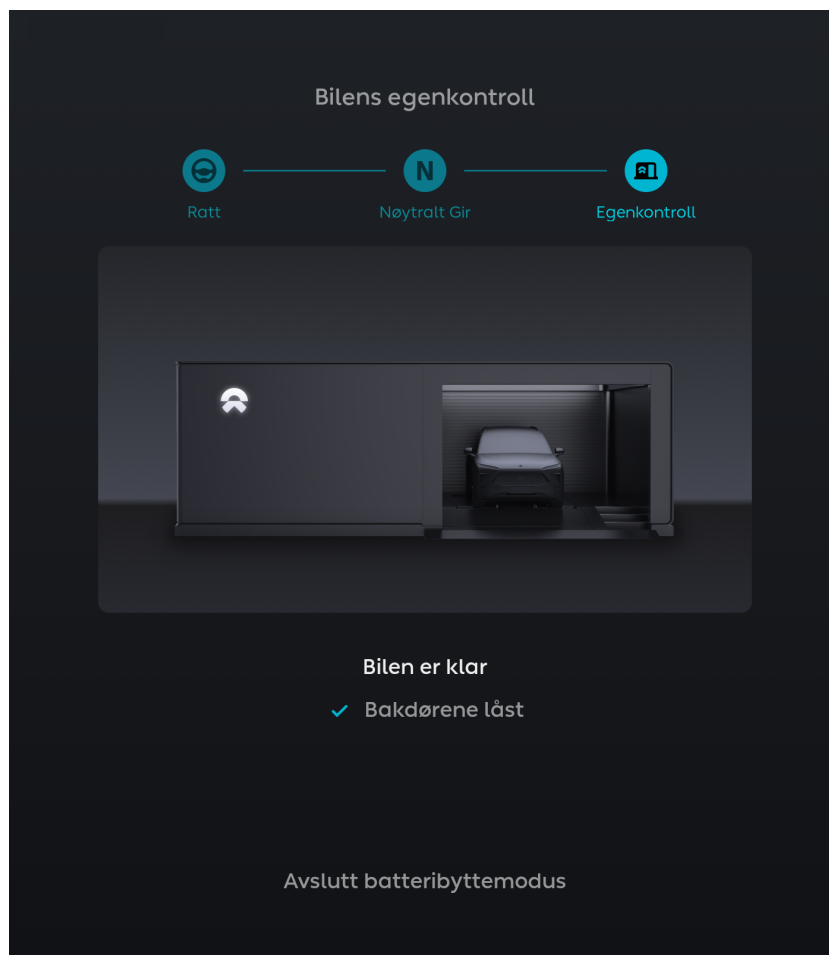 Bilens egenkontroll
N
Ratt
Nøytralt Gir
Egenkontroll
Bilen er klar
Bakdørene låst
Avslutt batteribyttemodus